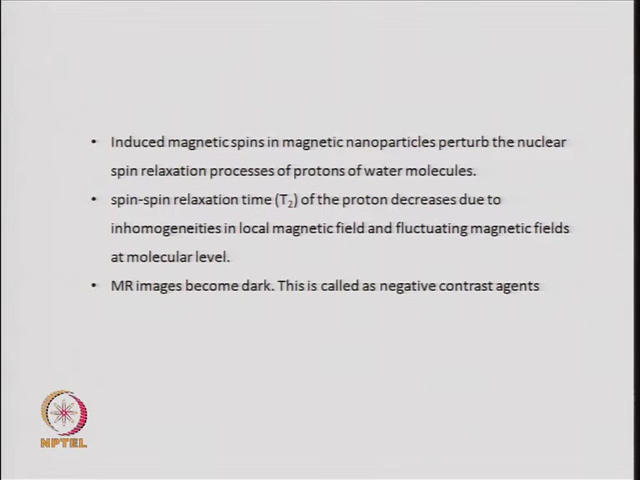 • Induced magnetic spins in magnetic nanoparticles perturb the nuclear
spin relaxation processes of protons of water molecules.
• spin-spin relaxation time (T₂) of the proton decreases due to
inhomogeneities in local magnetic field and fluctuating magnetic fields
at molecular level.
• MR images become dark. This is called as negative contrast agents
NPTEL